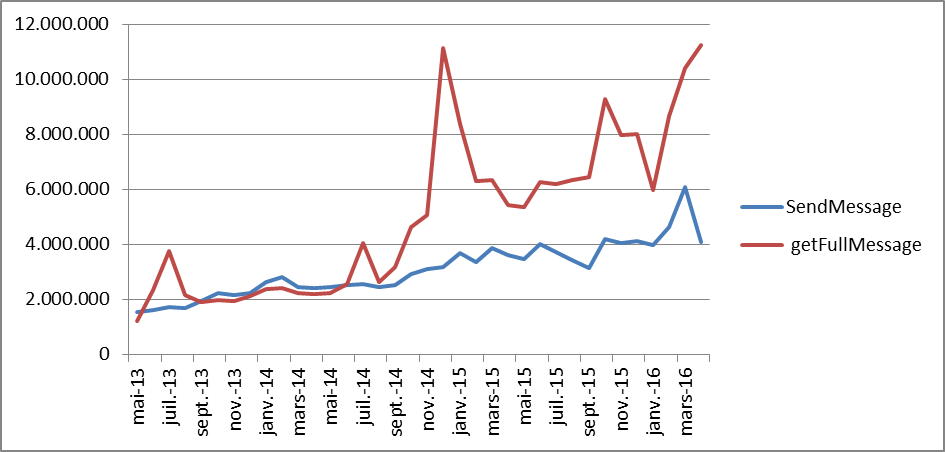 12.000.000
10.000.000
8.000.000
6.000.000
4.000.000
2.000.000
0
mai-13
juil.-13
sept.-13
nov.-13
janv.-14
mars-14
mai-14
juil.-14
sept.-14
nov.-14
janv.-15
mars-15
mai-15
juil.-15
sept.-15
nov.-15
janv.-16
mars-16
SendMessage
getFullMessage